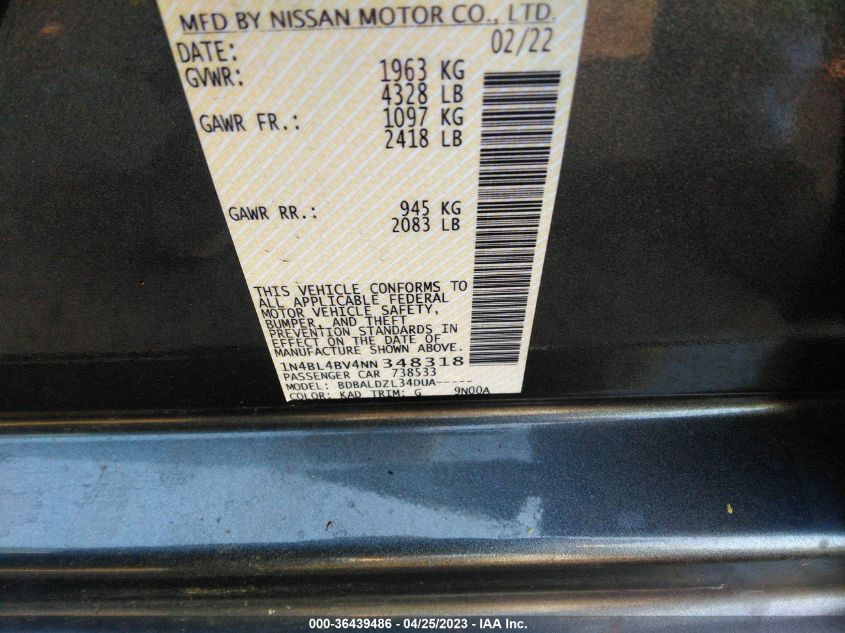 MFD BY NISSAN MOTOR CO., LTD.
DATE: 02/22
GVWR: 1963 KG
4328 LB
GAWR FR.: 1097 KG
2418 LB
GAWR RR.: 945 KG
2083 LB
THIS VEHICLE CONFORMS TO
ALL APPLICABLE FEDERAL
MOTOR VEHICLE SAFETY,
BUMPER, AND THEFT
PREVENTION STANDARDS IN
EFFECT ON THE DATE OF
MANUFACTURE SHOWN ABOVE.
1N4BL4BV4NN348318
PASSENGER CAR 738533
MODEL: BDBALDZL34DUA-----
COLOR: KAD TRIM: G 9N00A
000-36439486 - 04/25/2023 - IAA Inc.